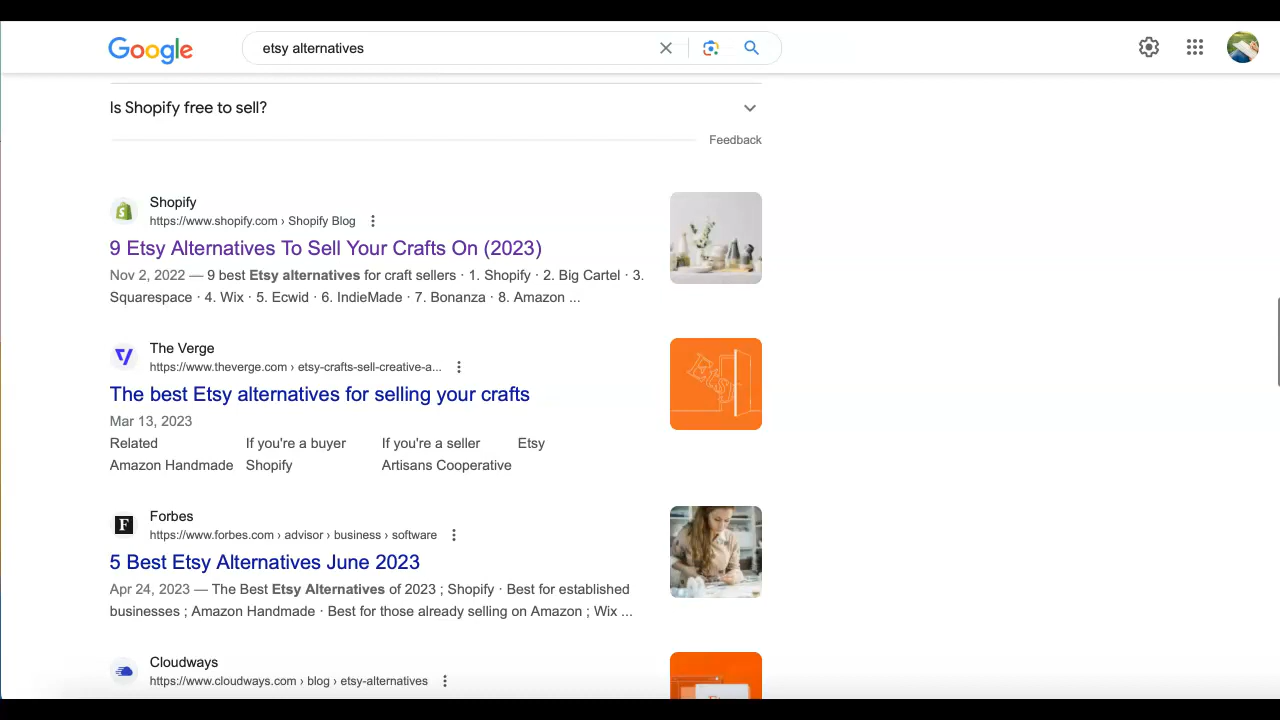 Google
etsy alternatives
Is Shopify free to sell?
Feedback
Shopify
https://www.shopify.com › Shopify Blog
9 Etsy Alternatives To Sell Your Crafts On (2023)
Nov 2, 2022 — 9 best Etsy alternatives for craft sellers · 1. Shopify · 2. Big Cartel · 3.
Squarespace · 4. Wix · 5. Ecwid · 6. IndieMade · 7. Bonanza · 8. Amazon ...
The Verge
https://www.theverge.com › etsy-crafts-sell-creative-a...
The best Etsy alternatives for selling your crafts
Etsy
Mar 13, 2023
Related If you're a buyer If you're a seller Etsy
Amazon Handmade Shopify Artisans Cooperative
F
Forbes
https://www.forbes.com › advisor › business › software
5 Best Etsy Alternatives June 2023
Apr 24, 2023 — The Best Etsy Alternatives of 2023 ; Shopify · Best for established
businesses ; Amazon Handmade · Best for those already selling on Amazon ; Wix ...
Cloudways
https://www.cloudways.com › blog › etsy-alternatives